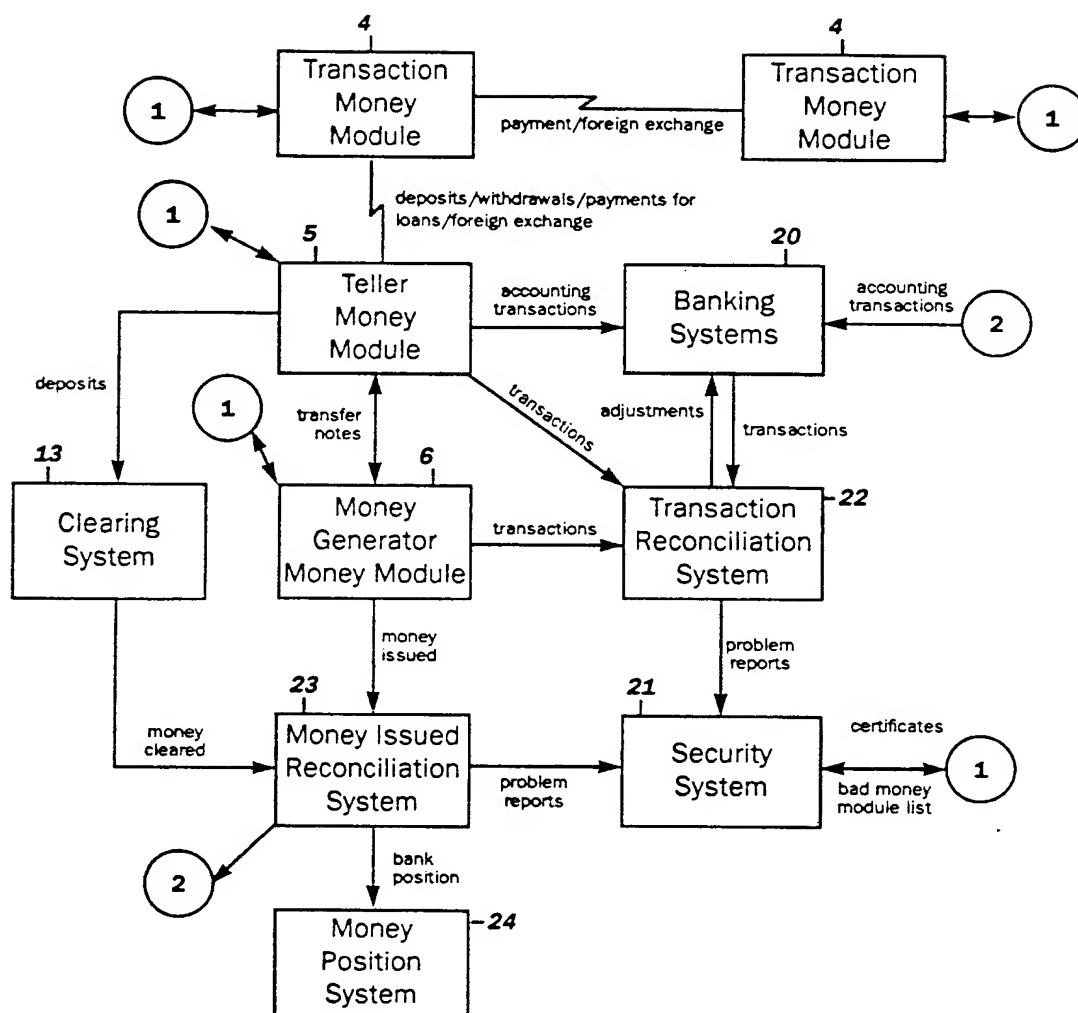 4
4
Transaction
Money
Module
Transaction
Money
Module
1
1
payment/foreign exchange
deposits/withdrawals/payments for
loans/foreign exchange
1
5
20
Teller
Money
Module
accounting
transactions
Banking
Systems
accounting
transactions
2
deposits
1
transfer
notes
transactions
adjustments
transactions
13
6
22
Clearing
System
Money
Generator
Money Module
transactions
Transaction
Reconciliation
System
money
issued
problem
reports
23
21
money
cleared
Money Issued
Reconciliation
System
problem
reports
Security
System
certificates
bad money
module list
1
2
bank
position
24
Money
Position
System